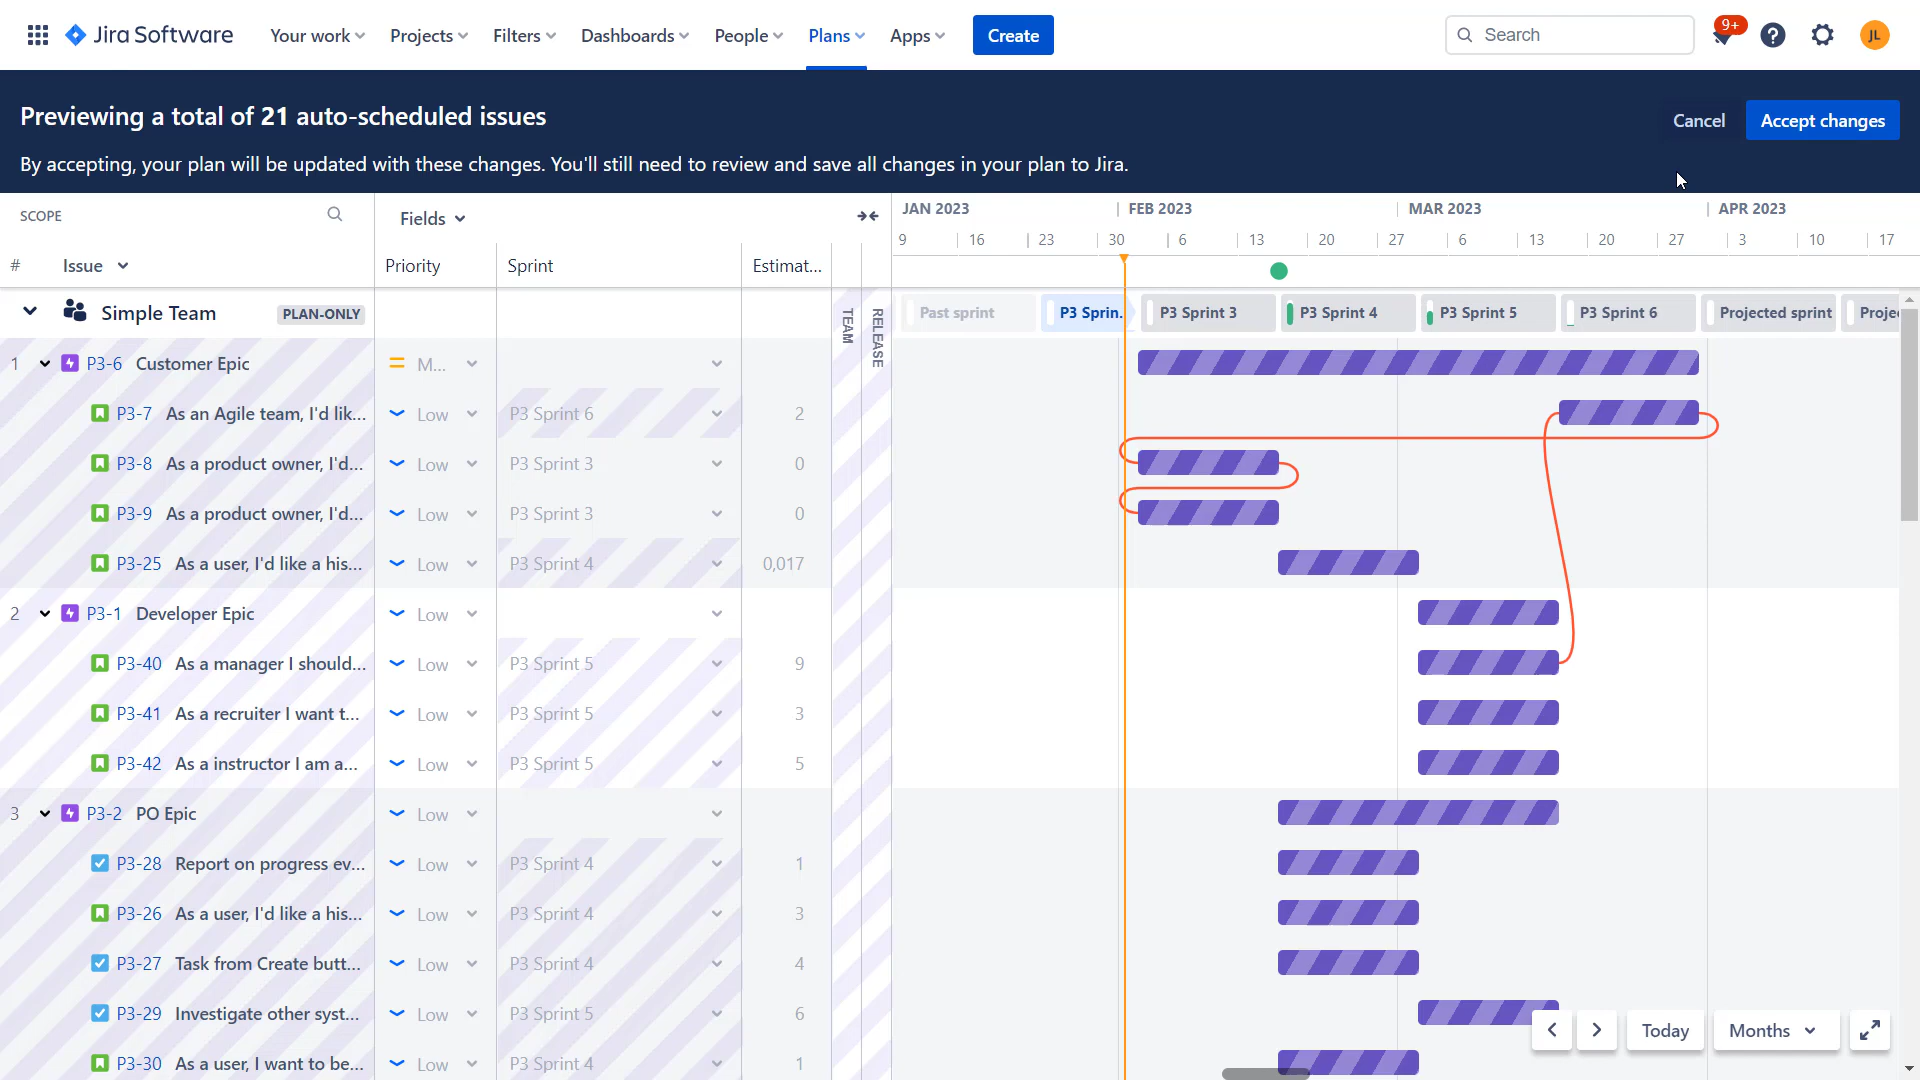 Jira Software Your work Projects Filters Dashboards People Plans Apps Create Search 9+ JL
Previewing a total of 21 auto-scheduled issues
Cancel Accept changes
By accepting, your plan will be updated with these changes. You'll still need to review and save all changes in your plan to Jira.
SCOPE Fields JAN 2023 FEB 2023 MAR 2023 APR 2023
9 16 23 30 6 13 20 27 6 13 20 27 3 10 17
# Issue Priority Sprint Estimat...
Simple Team PLAN-ONLY TEAM RELEASE Past sprint P3 Sprin. P3 Sprint 3 P3 Sprint 4 P3 Sprint 5 P3 Sprint 6 Projected sprint Proje
1 P3-6 Customer Epic M...
P3-7 As an Agile team, I'd lik... Low P3 Sprint 6 2
P3-8 As a product owner, I'd... Low P3 Sprint 3 0
P3-9 As a product owner, I'd... Low P3 Sprint 3 0
P3-25 As a user, I'd like a his... Low P3 Sprint 4 0,017
2 P3-1 Developer Epic Low
P3-40 As a manager I should... Low P3 Sprint 5 9
P3-41 As a recruiter I want t... Low P3 Sprint 5 3
P3-42 As a instructor I am a... Low P3 Sprint 5 5
3 P3-2 PO Epic Low
P3-28 Report on progress ev... Low P3 Sprint 4 1
P3-26 As a user, I'd like a his... Low P3 Sprint 4 3
P3-27 Task from Create butt... Low P3 Sprint 4 4
P3-29 Investigate other syst... Low P3 Sprint 5 6
Today Months
P3-30 As a user, I want to be... Low P3 Sprint 4 1